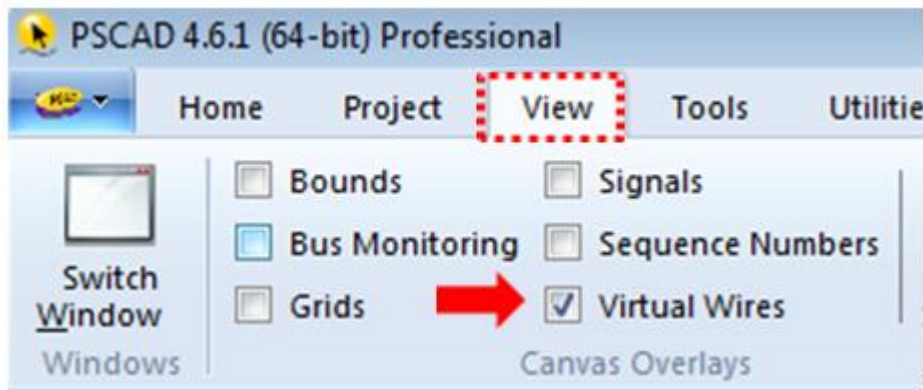 PSCAD 4.6.1 (64-bit) Professional
Home Project View Tools Utilitie
Bounds Signals
Bus Monitoring Sequence Numbers
Switch
Window
Grids Virtual Wires
Windows Canvas Overlays